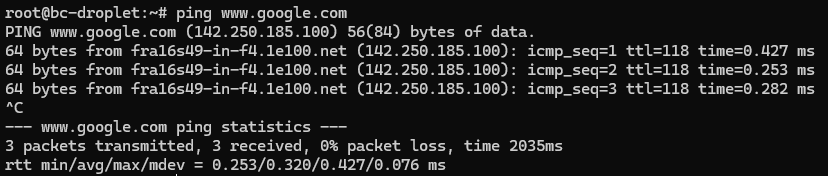 root@bc-droplet:~# ping www.google.com
PING www.google.com (142.250.185.100) 56(84) bytes of data.
64 bytes from fra16s49-in-f4.1e100.net (142.250.185.100): icmp_seq=1 ttl=118 time=0.427 ms
64 bytes from fra16s49-in-f4.1e100.net (142.250.185.100): icmp_seq=2 ttl=118 time=0.253 ms
64 bytes from fra16s49-in-f4.1e100.net (142.250.185.100): icmp_seq=3 ttl=118 time=0.282 ms
^C
--- www.google.com ping statistics ---
3 packets transmitted, 3 received, 0% packet loss, time 2035ms
rtt min/avg/max/mdev = 0.253/0.320/0.427/0.076 ms